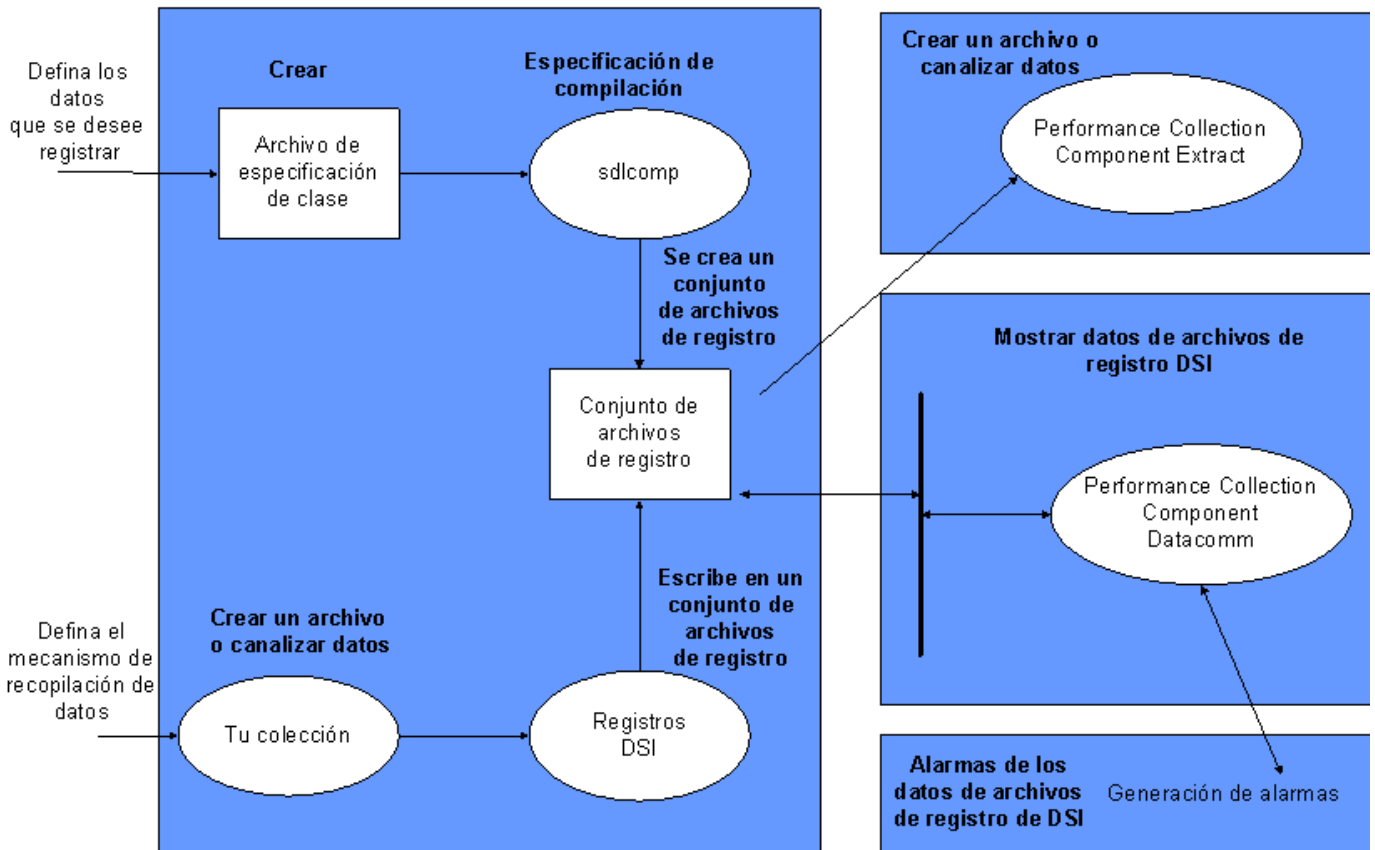 Defina los
datos
que se desee
registrar
Crear
Archivo de
especificación
de clase
Especificación de
compilación
sdlcomp
Se crea un
conjunto
de archivos
de registro
Conjunto de
archivos
de registro
Escribe en un
conjunto de
archivos
de registro
Defina el
mecanismo de
recopilación de
datos
Crear un archivo
o canalizar datos
Tu colección
Registros
DSI
Crear un archivo o
canalizar datos
Performance Collection
Component Extract
Mostrar datos de archivos de
registro DSI
Performance Collection
Component
Datacomm
Alarmas de los
datos de archivos
de registro de DSI
Generación de alarmas